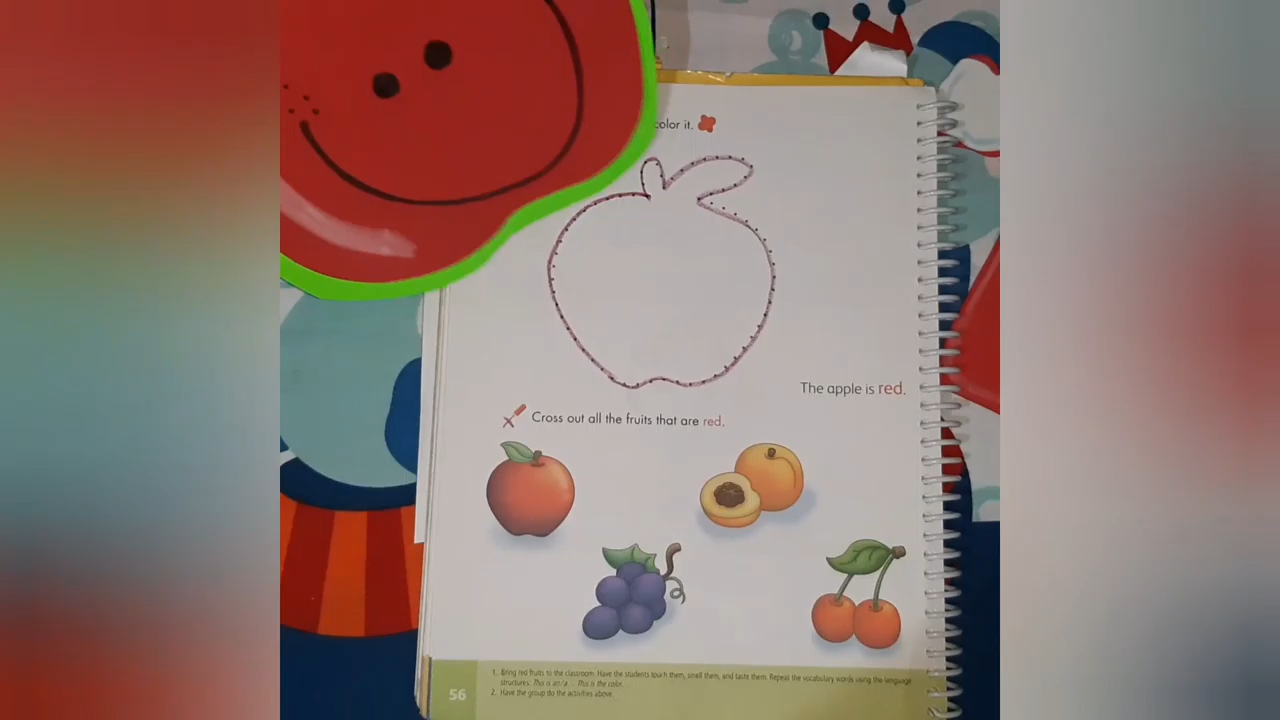 color it.
The apple is red.
Cross out all the fruits that are red.
1. Bring red fruits to the classroom. Have the students touch them, smell them, and taste them. Repeat the vocabulary words using the language
structures: This is an/a... This is the color...
2. Have the group do the activities above.
56